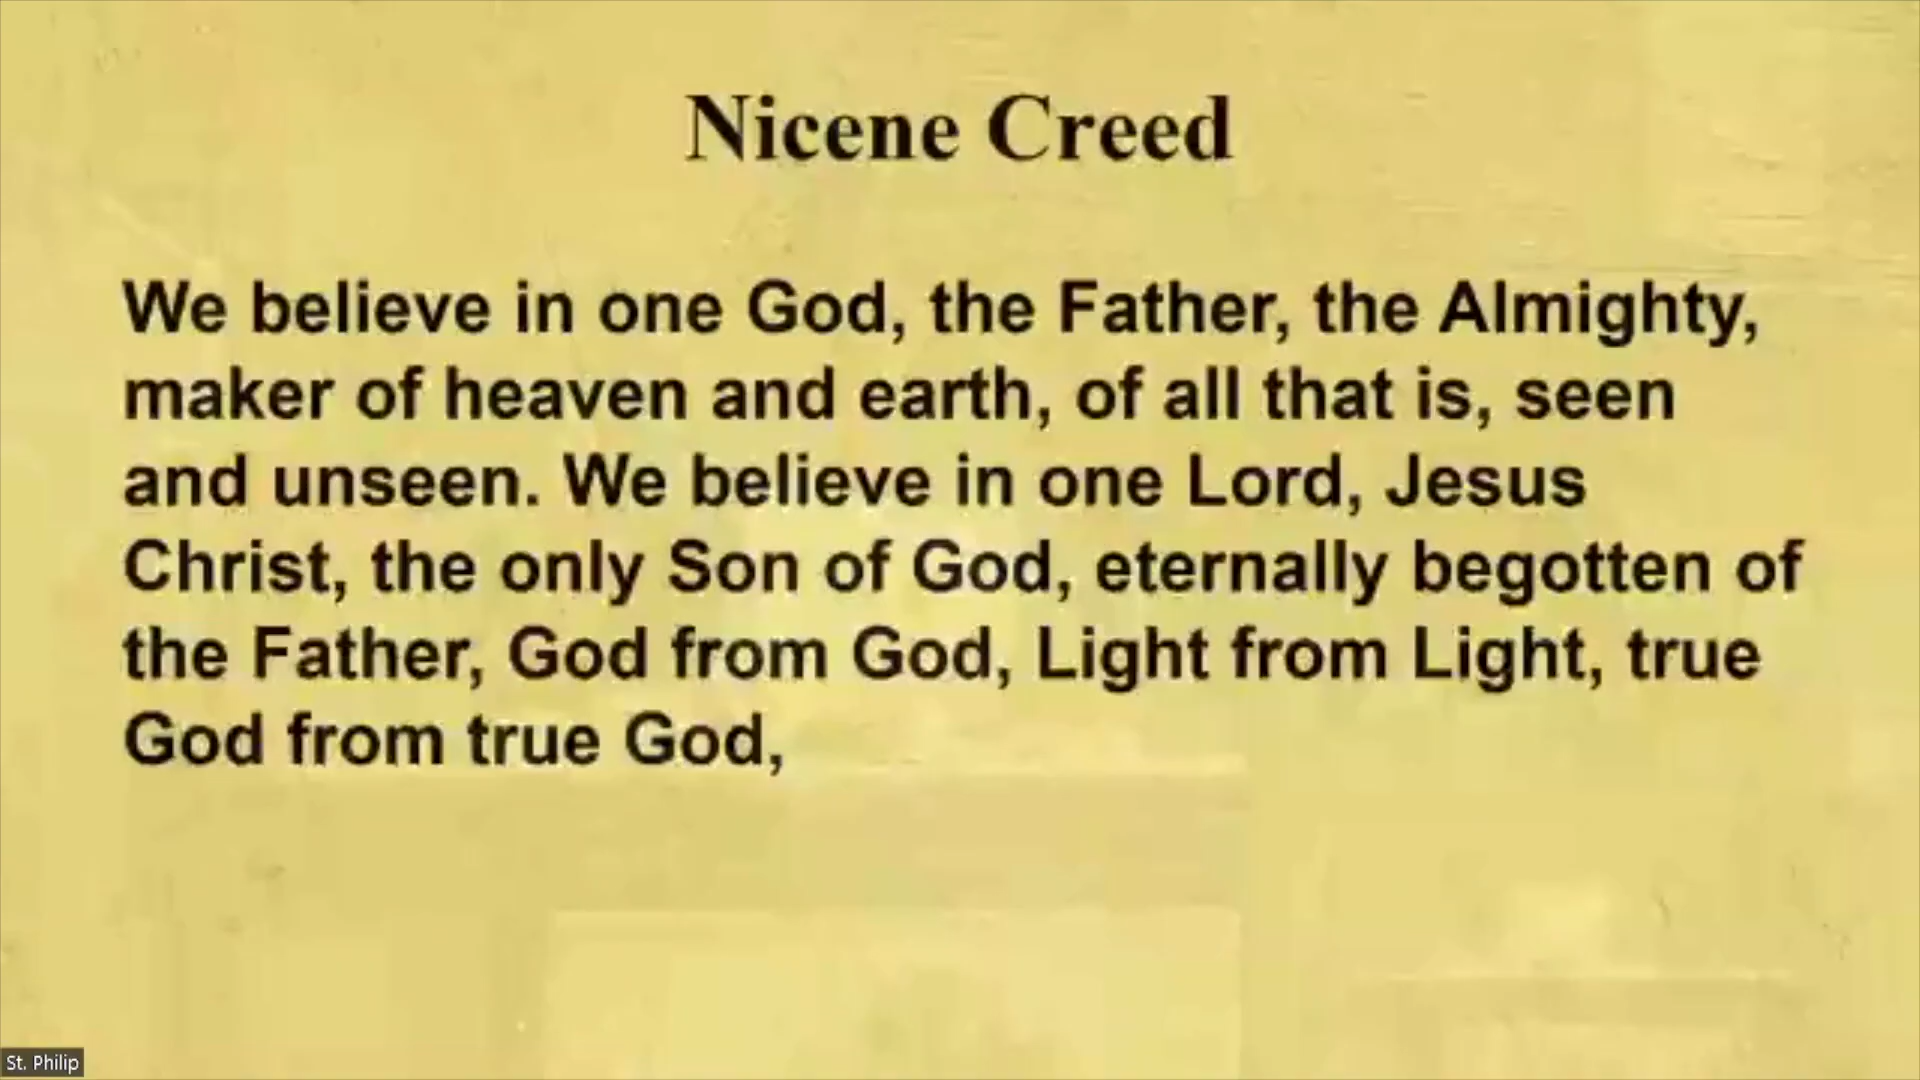 Nicene Creed
We believe in one God, the Father, the Almighty,
maker of heaven and earth, of all that is, seen
and unseen. We believe in one Lord, Jesus
Christ, the only Son of God, eternally begotten of
the Father, God from God, Light from Light, true
God from true God,
St. Philip